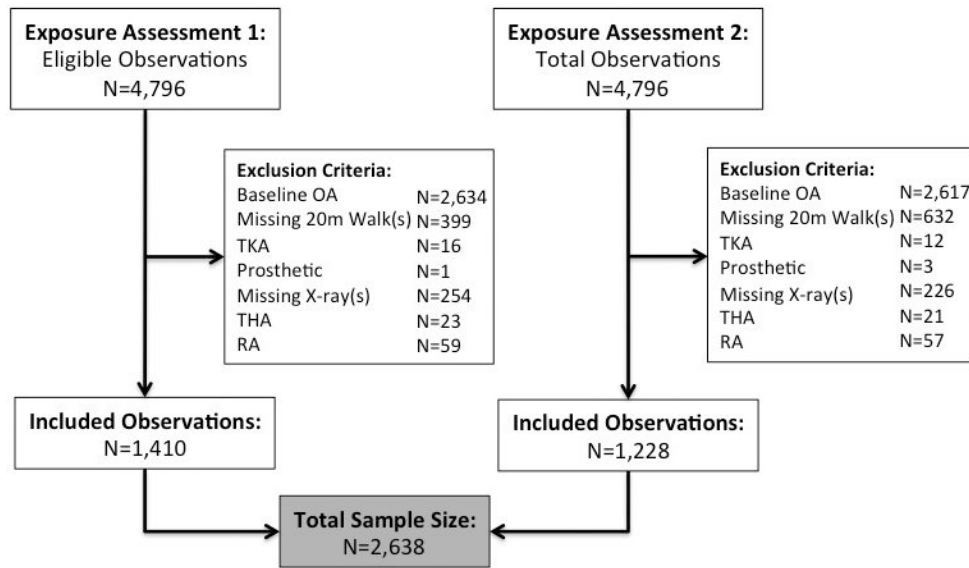 Exposure Assessment 1:
Eligible Observations
N=4,796
Exposure Assessment 2:
Total Observations
N=4,796
Exclusion Criteria:
Baseline OA N=2,634
Missing 20m Walk(s) N=399
TKA N=16
Prosthetic N=1
Missing X-ray(s) N=254
THA N=23
RA N=59
Exclusion Criteria:
Baseline OA N=2,617
Missing 20m Walk(s) N=632
TKA N=12
Prosthetic N=3
Missing X-ray(s) N=226
THA N=21
RA N=57
Included Observations:
N=1,410
Included Observations:
N=1,228
Total Sample Size:
N=2,638